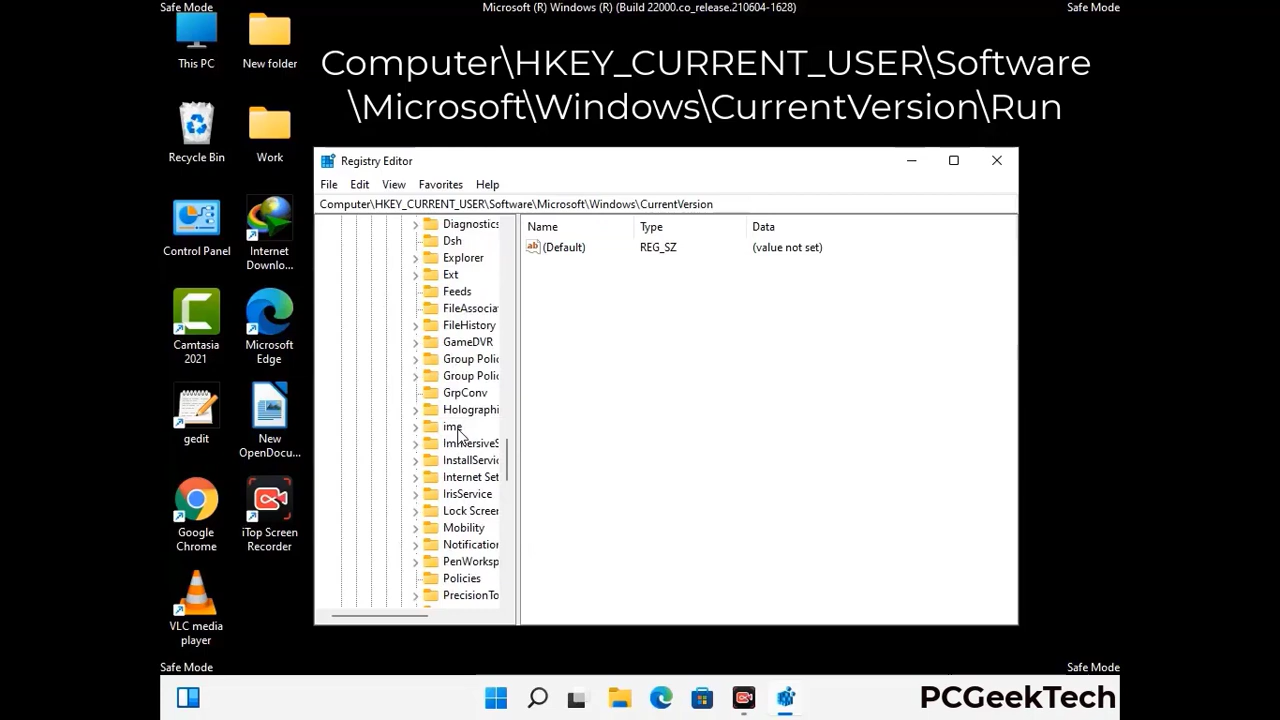 Safe Mode
Microsoft (R) Windows (R) (Build 22000.co_release.210604-1628)
Safe Mode
Computer\HKEY_CURRENT_USER\Software
\Microsoft\Windows\CurrentVersion\Run
This PC
New folder
Recycle Bin
Work
Control Panel
Internet
Downlo...
Camtasia
2021
Microsoft
Edge
gedit
New
OpenDocu...
Google
Chrome
iTop Screen
Recorder
VLC media
player
Registry Editor
File Edit View Favorites Help
Computer\HKEY_CURRENT_USER\Software\Microsoft\Windows\CurrentVersion
Diagnostics
Dsh
Explorer
Ext
Feeds
FileAssocia
FileHistory
GameDVR
Group Polic
Group Polic
GrpConv
Holographi
ime
ImmersiveS
InstallServic
Internet Set
IrisService
Lock Screen
Mobility
Notification
PenWorksp
Policies
PrecisionTo
Name Type Data
ab (Default) REG_SZ (value not set)
Safe Mode
Safe Mode
PCGeekTech